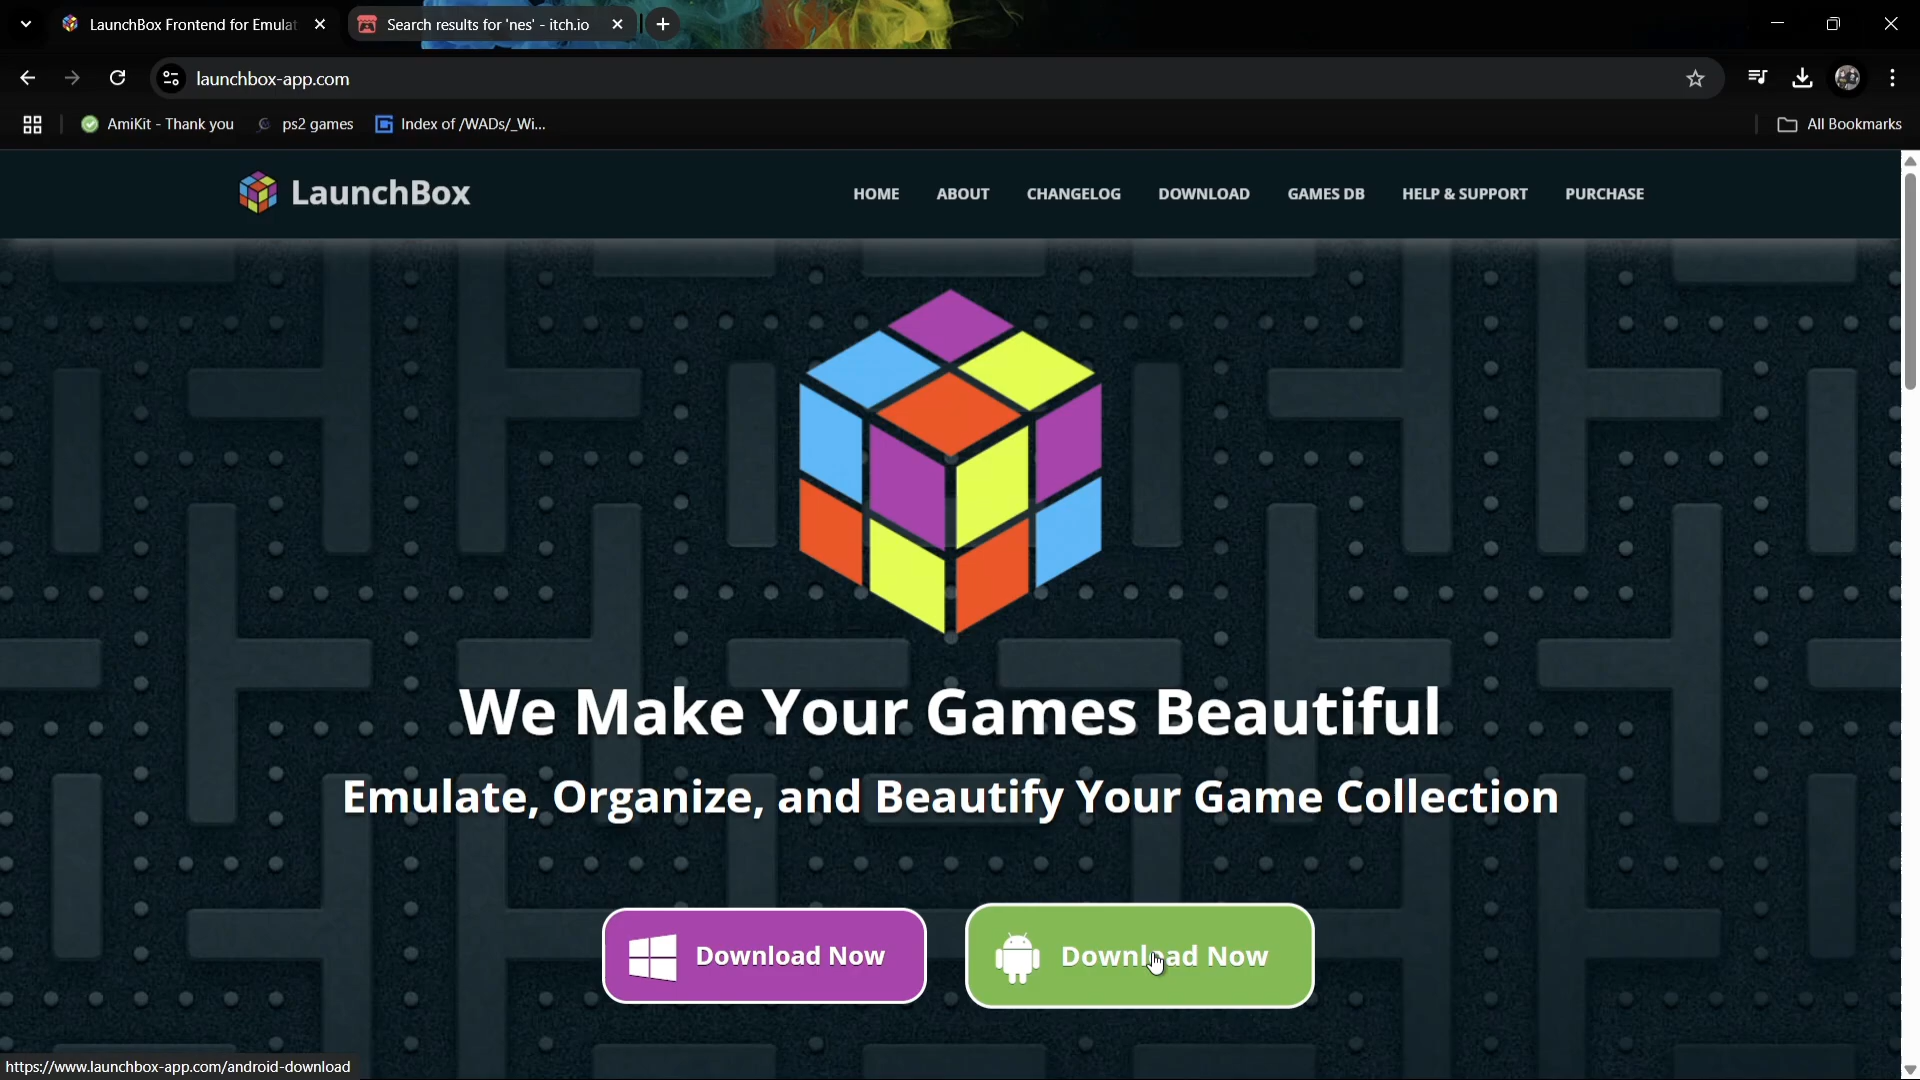 LaunchBox Frontend for Emulat
Search results for 'nes' - itch.io
launchbox-app.com
AmiKit - Thank you
ps2 games
Index of /WADs/_Wi...
All Bookmarks
LaunchBox
HOME
ABOUT
CHANGELOG
DOWNLOAD
GAMES DB
HELP & SUPPORT
PURCHASE
We Make Your Games Beautiful
Emulate, Organize, and Beautify Your Game Collection
Download Now
Download Now
https://www.launchbox-app.com/android-download